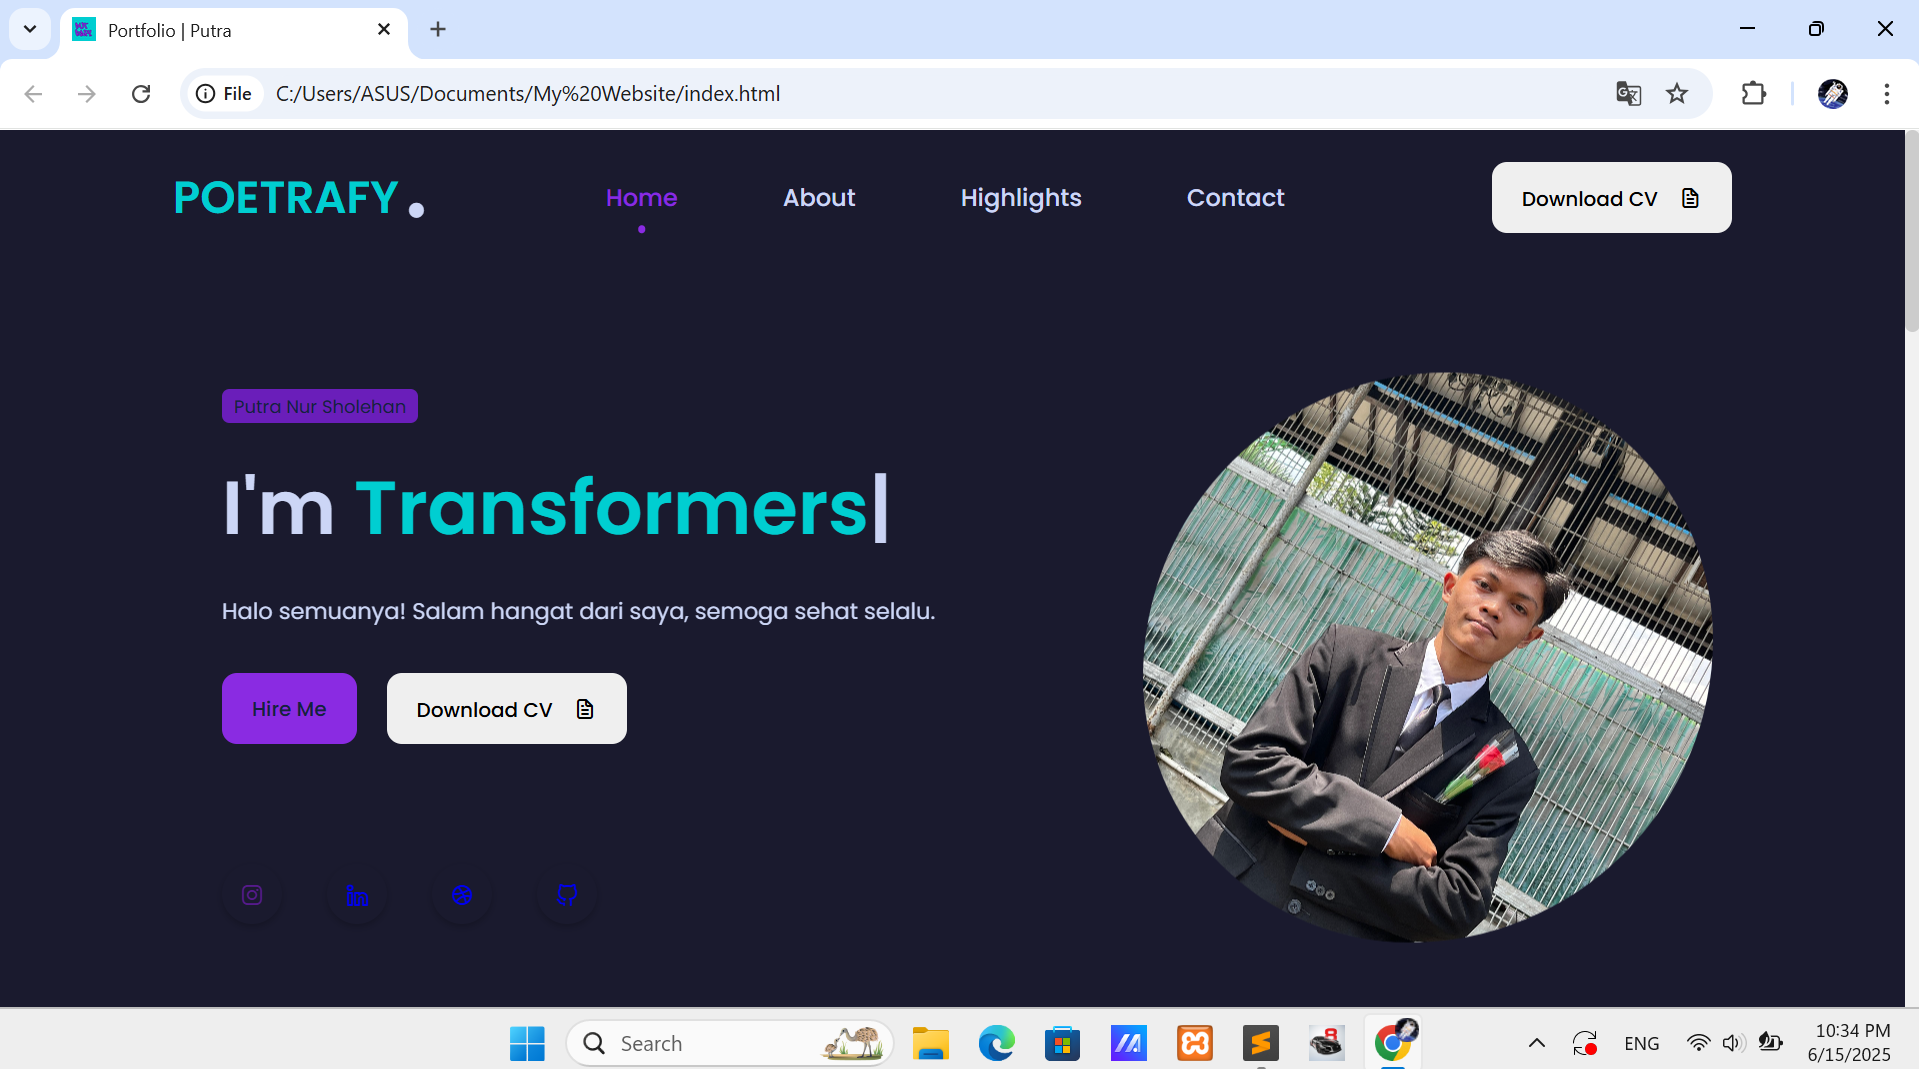 Portfolio | Putra
File
C:/Users/ASUS/Documents/My%20Website/index.html
POETRAFY.
Home
About
Highlights
Contact
Download CV
Putra Nur Sholehan
I'm Transformers|
Halo semuanya! Salam hangat dari saya, semoga sehat selalu.
Hire Me
Download CV
Search
ENG
10:34 PM
6/15/2025